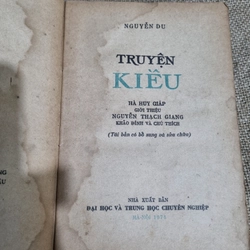 NGUYỄN DU
TRUYỆN
KIỀU
HÀ HUY GIÁP
GIỚI THIỆU
NGUYỄN THẠCH GIANG
KHẢO ĐÍNH VÀ CHÚ THÍCH
(Tái bản có bổ sung và sửa chữa)
NHÀ XUẤT BẢN
ĐẠI HỌC VÀ TRUNG HỌC CHUYÊN NGHIỆP
HÀ NỘI